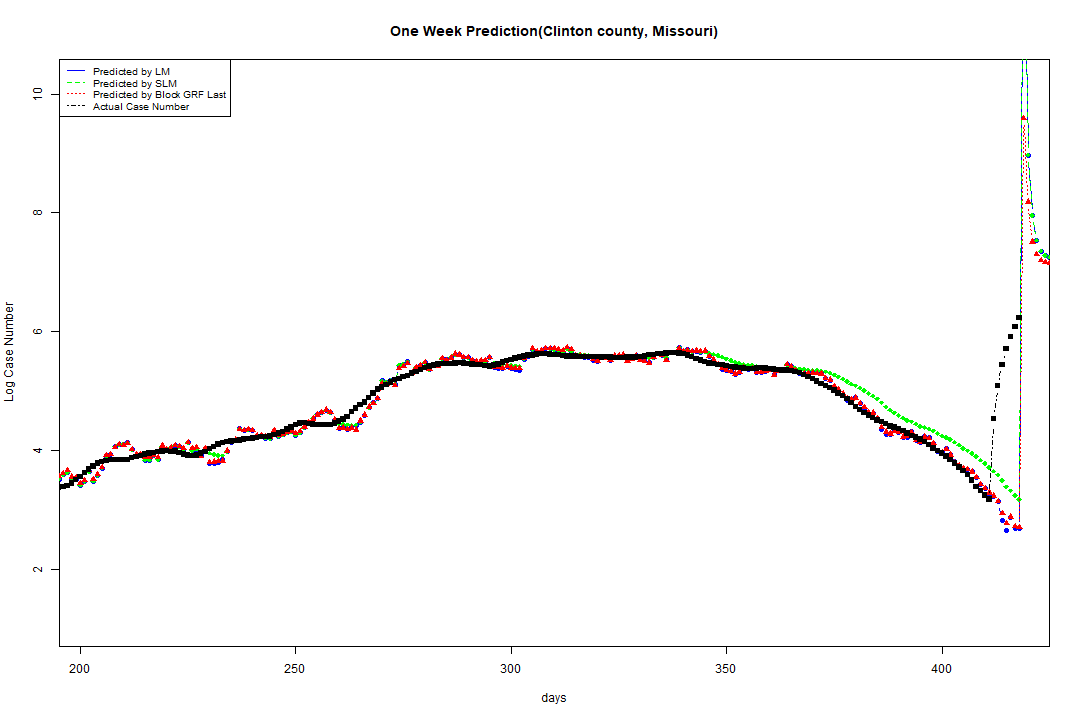 One Week Prediction(Clinton county, Missouri)
Predicted by LM
Predicted by SLM
Predicted by Block GRF Last
Actual Case Number
Log Case Number
10
8
6
4
2
200 250 300 350 400
days